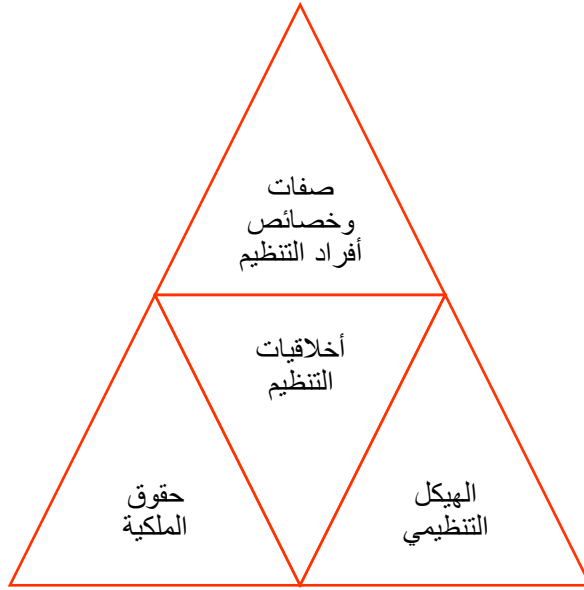 صفات
وخصائص
أفراد التنظيم
أخلاقيات
التنظيم
الهيكل
التنظيمي
حقوق
الملكية